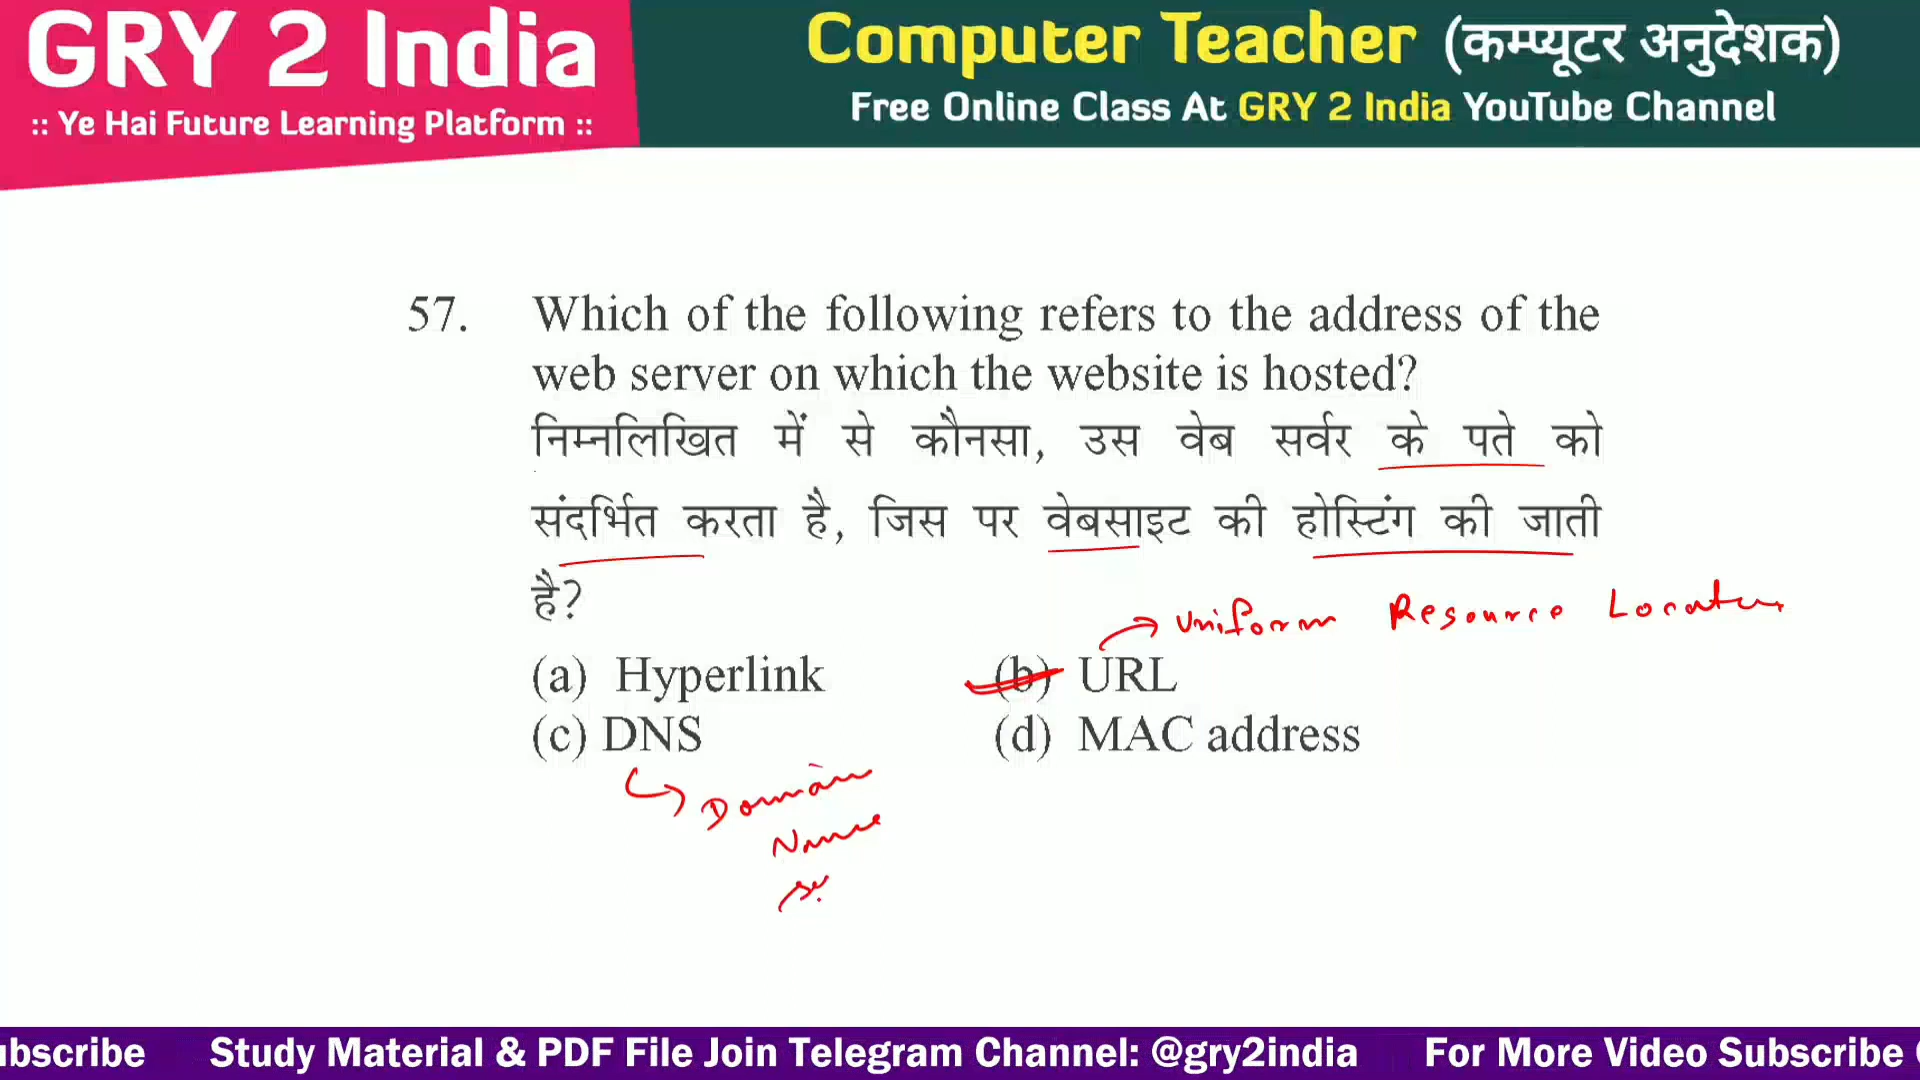 GRY 2 India
:: Ye Hai Future Learning Platform ::
Computer Teacher (कम्प्यूटर अनुदेशक)
Free Online Class At GRY 2 India YouTube Channel
57. Which of the following refers to the address of the
web server on which the website is hosted?
निम्नलिखित में से कौनसा, उस वेब सर्वर के पते को
संदर्भित करता है, जिस पर वेबसाइट की होस्टिंग की जाती
है?
Uniform Resource Locator
(a) Hyperlink (b) URL
(c) DNS (d) MAC address
Domain
Name
ubscribe Study Material & PDF File Join Telegram Channel: @gry2india For More Video Subscribe